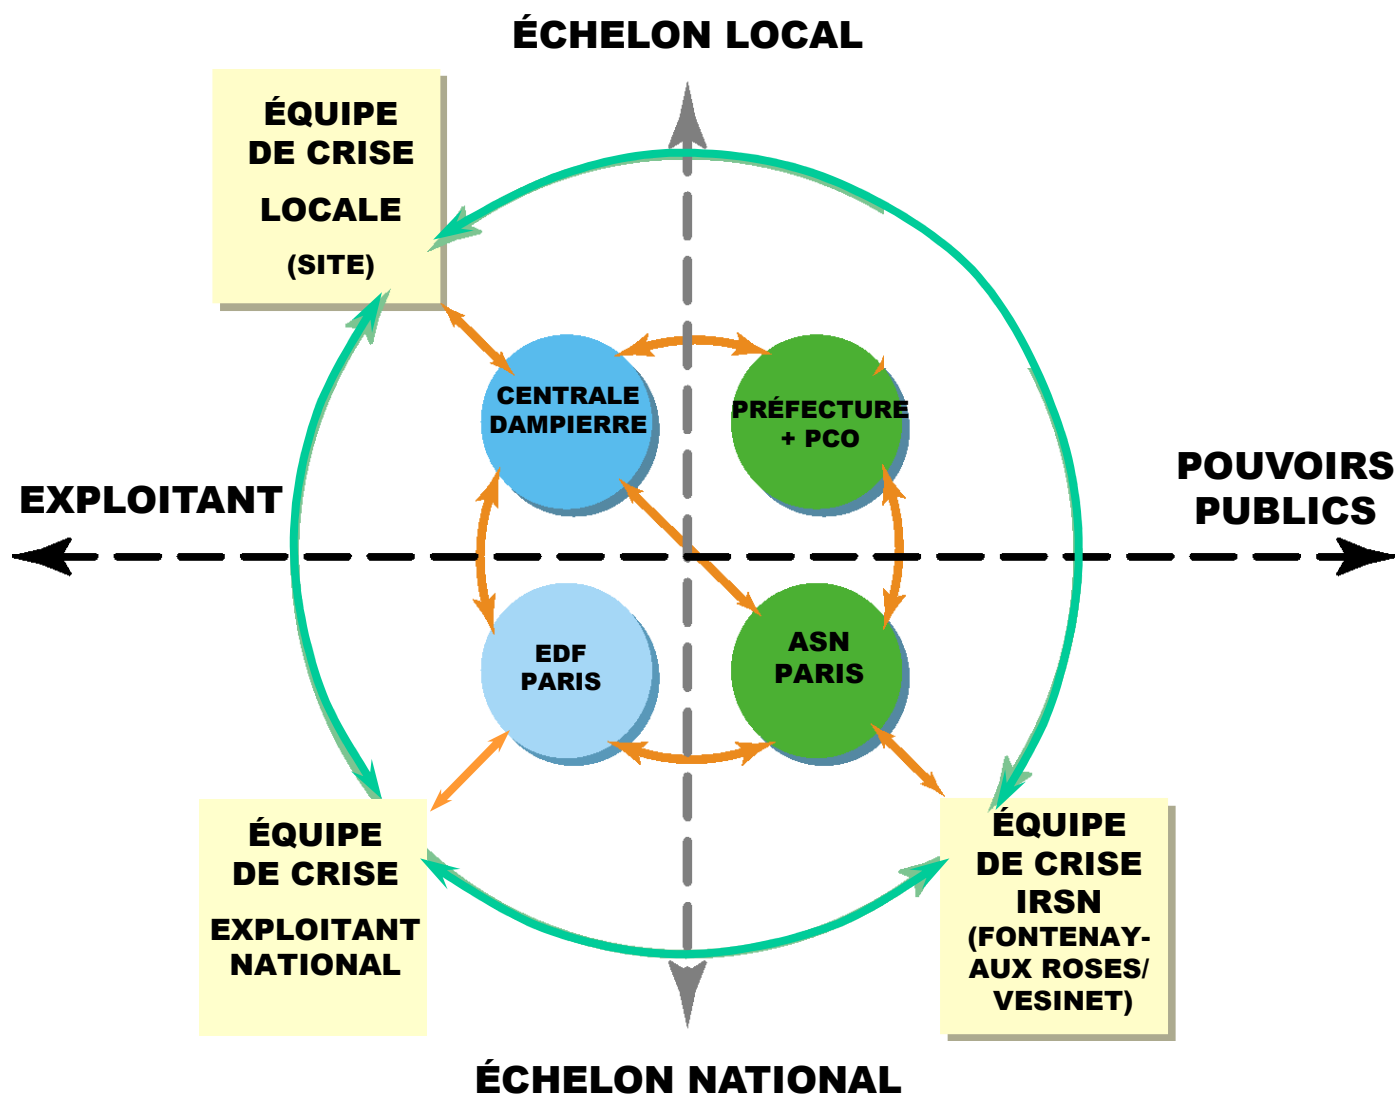 ÉCHELON LOCAL
ÉQUIPE
DE CRISE
LOCALE
(SITE)
CENTRALE
DAMPIERRE
PRÉFECTURE
+ PCO
EXPLOITANT
POUVOIRS
PUBLICS
EDF
PARIS
ASN
PARIS
ÉQUIPE
DE CRISE
EXPLOITANT
NATIONAL
ÉQUIPE
DE CRISE
IRSN
(FONTENAY-
AUX ROSES/
VESINET)
ÉCHELON NATIONAL